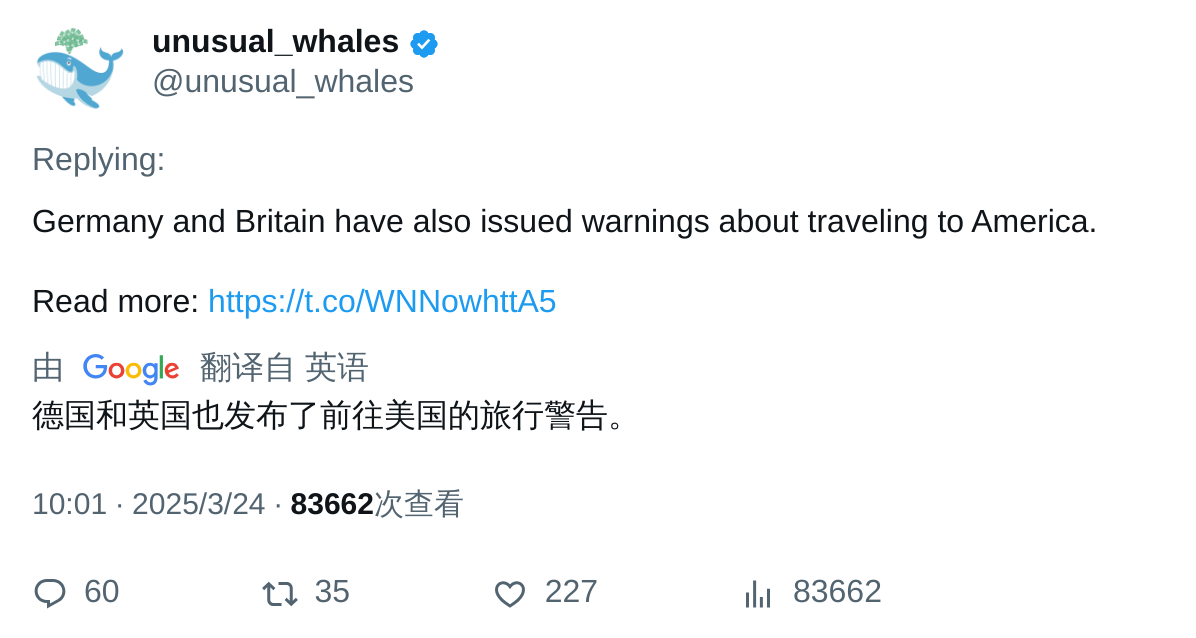 unusual_whales
@unusual_whales
Replying:
Germany and Britain have also issued warnings about traveling to America.
Read more: https://t.co/WNNowhttA5
由 Google 翻译自 英语
德国和英国也发布了前往美国的旅行警告。
10:01 · 2025/3/24 · 83662次查看
60 35 227 83662